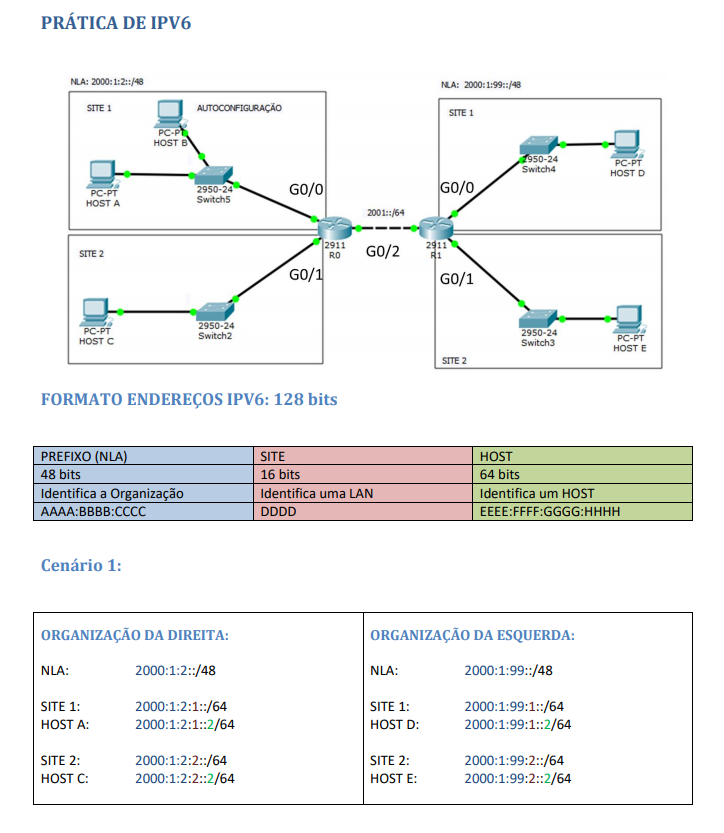 PRÁTICA DE IPV6
NLA: 2000:1:2::/48
SITE 1
AUTOCONFIGURAÇÃO
PC-PT
HOST B
PC-PT
HOST A
2950-24
Switch5
G0/0
SITE 2
2911
R0
G0/1
PC-PT
HOST C
2950-24
Switch2
2001::/64
G0/2
NLA: 2000:1:99::/48
SITE 1
2950-24
Switch4
PC-PT
HOST D
G0/0
2911
R1
G0/1
2950-24
Switch3
PC-PT
HOST E
SITE 2
FORMATO ENDEREÇOS IPV6: 128 bits
PREFIXO (NLA) SITE HOST
48 bits 16 bits 64 bits
Identifica a Organização Identifica uma LAN Identifica um HOST
AAAA:BBBB:CCCC DDDD EEEE:FFFF:GGGG:HHHH
Cenário 1:
ORGANIZAÇÃO DA DIREITA:
NLA: 2000:1:2::/48
SITE 1: 2000:1:2:1::/64
HOST A: 2000:1:2:1::2/64
SITE 2: 2000:1:2:2::/64
HOST C: 2000:1:2:2::2/64
ORGANIZAÇÃO DA ESQUERDA:
NLA: 2000:1:99::/48
SITE 1: 2000:1:99:1::/64
HOST D: 2000:1:99:1::2/64
SITE 2: 2000:1:99:2::/64
HOST E: 2000:1:99:2::2/64